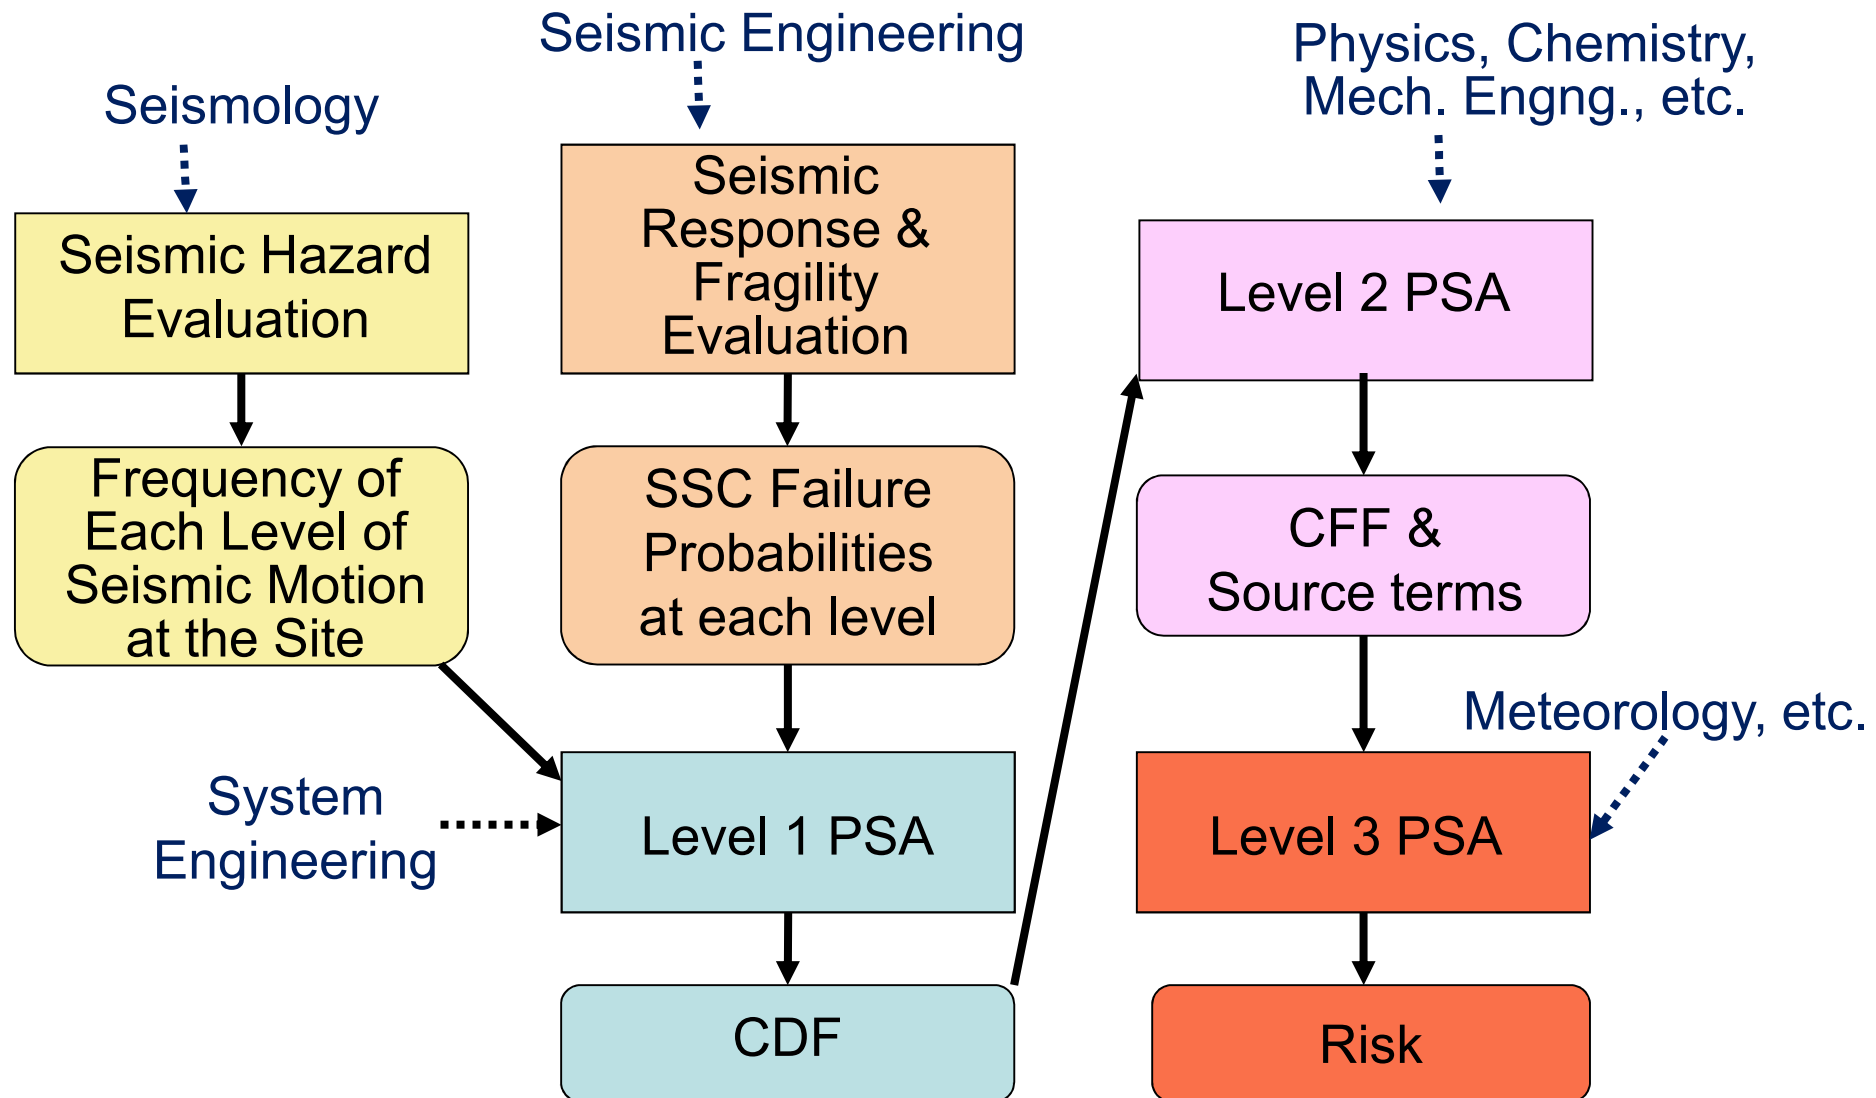 Seismology
Seismic Hazard
Evaluation
Frequency of
Each Level of
Seismic Motion
at the Site
System
Engineering
Seismic Engineering
Seismic
Response &
Fragility
Evaluation
SSC Failure
Probabilities
at each level
Level 1 PSA
CDF
Physics, Chemistry,
Mech. Engng., etc.
Level 2 PSA
CFF &
Source terms
Meteorology, etc.
Level 3 PSA
Risk